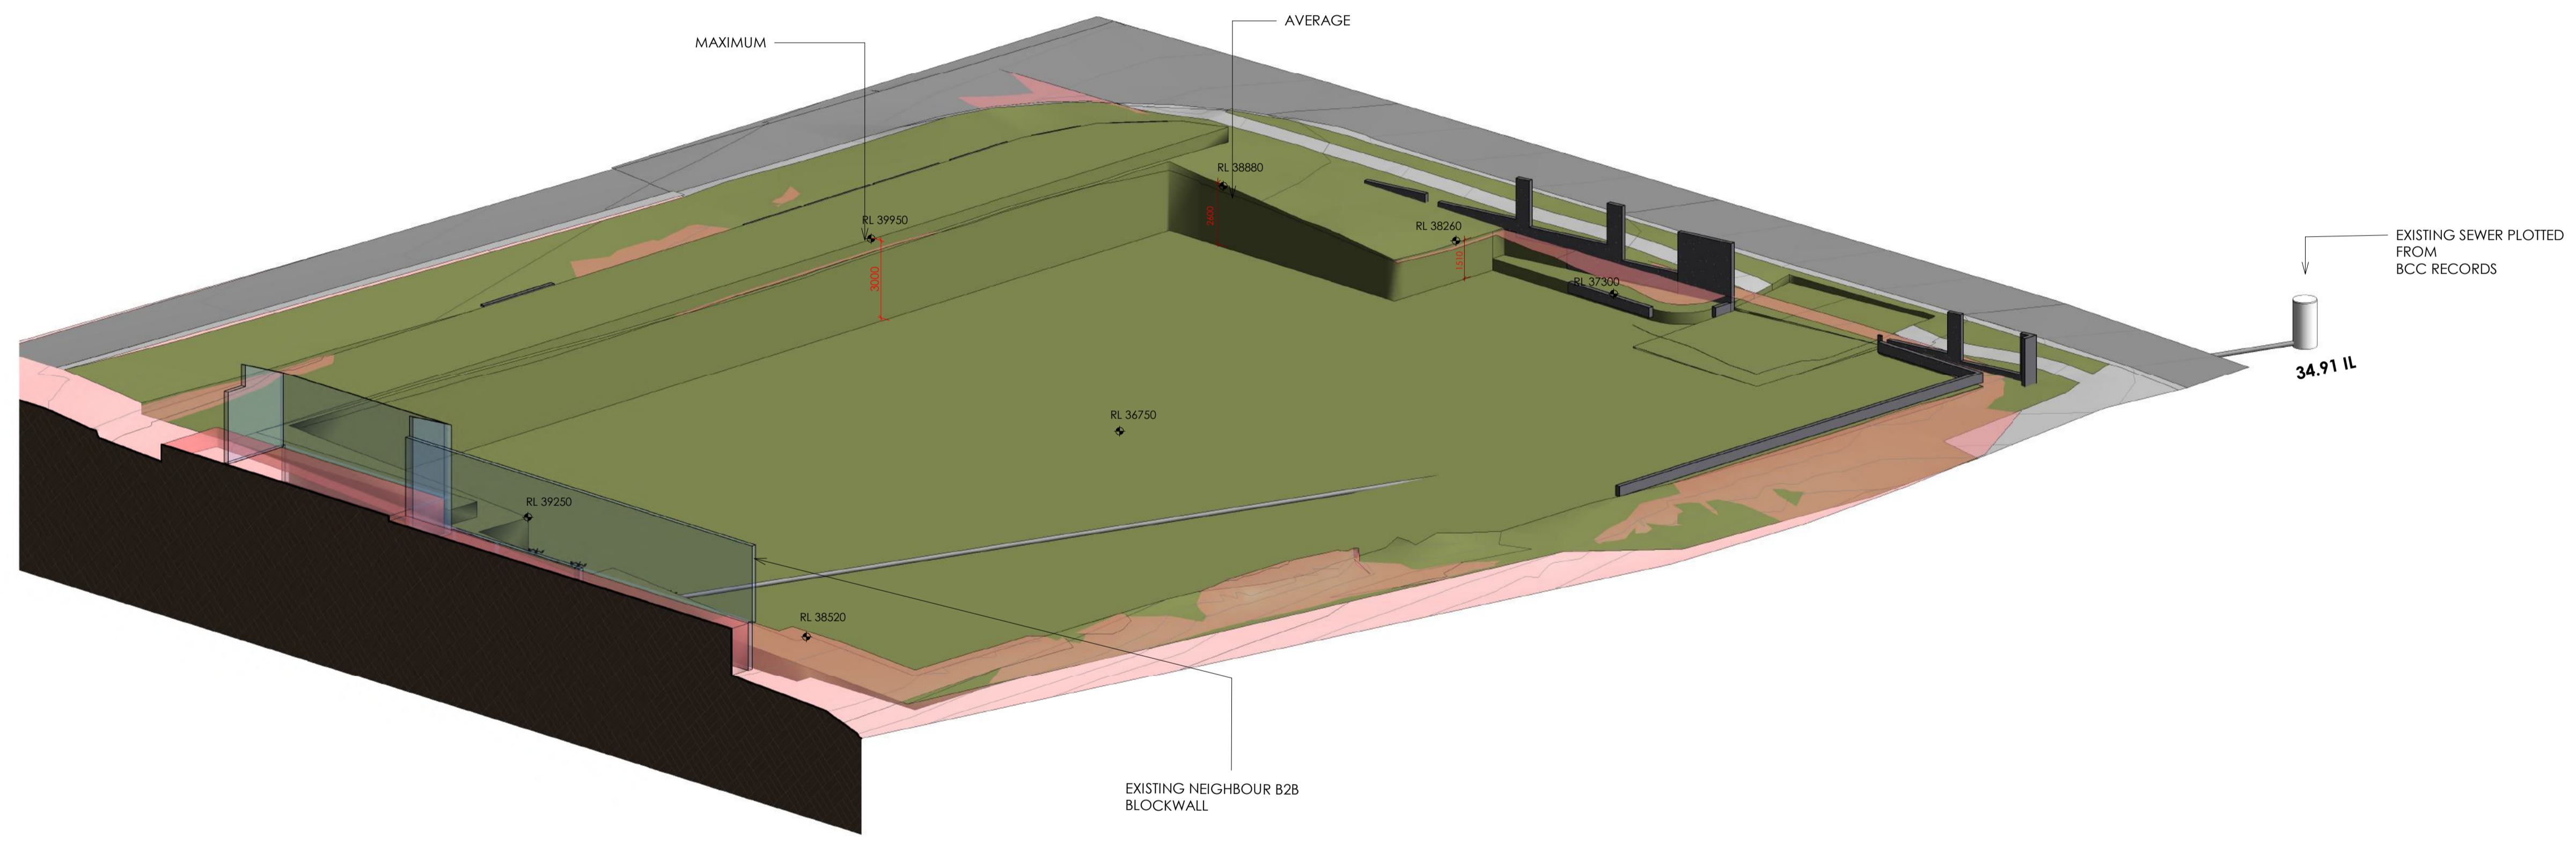 AVERAGE
MAXIMUM
RL 38880
2600
RL 39950
3000
RL 38260
1510
RL 37300
EXISTING SEWER PLOTTED
FROM
BCC RECORDS
34.91 IL
RL 36750
RL 39250
RL 38520
EXISTING NEIGHBOUR B2B
BLOCKWALL